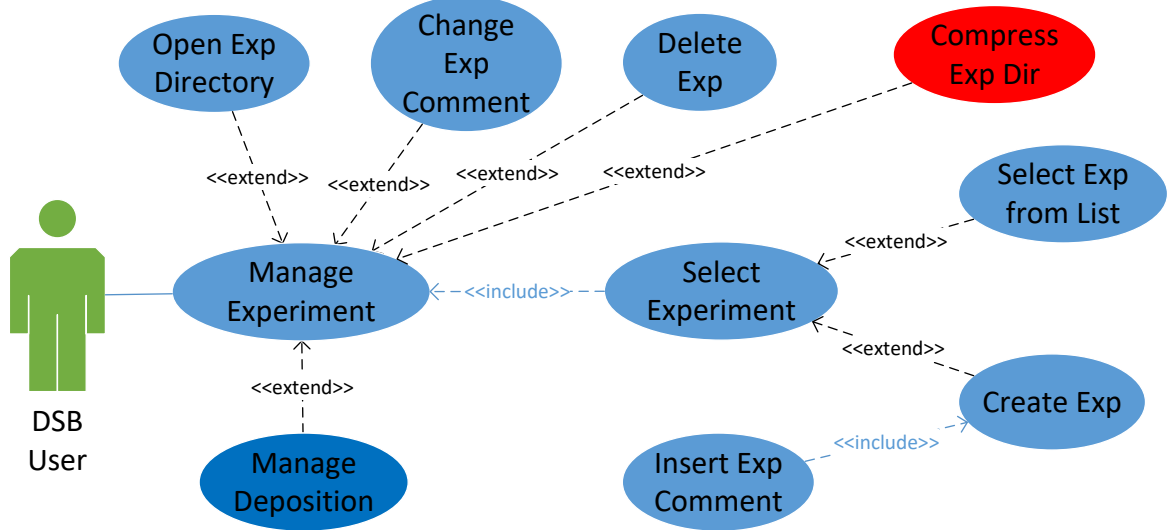 Open Exp
Directory
Change
Exp
Comment
Delete
Exp
Compress
Exp Dir
<<extend>>
<<extend>>
<<extend>>
<<extend>>
Select Exp
from List
<<extend>>
Manage
Experiment
<<include>>
Select
Experiment
<<extend>>
<<extend>>
Create Exp
DSB
User
Manage
Deposition
Insert Exp
Comment
<<include>>